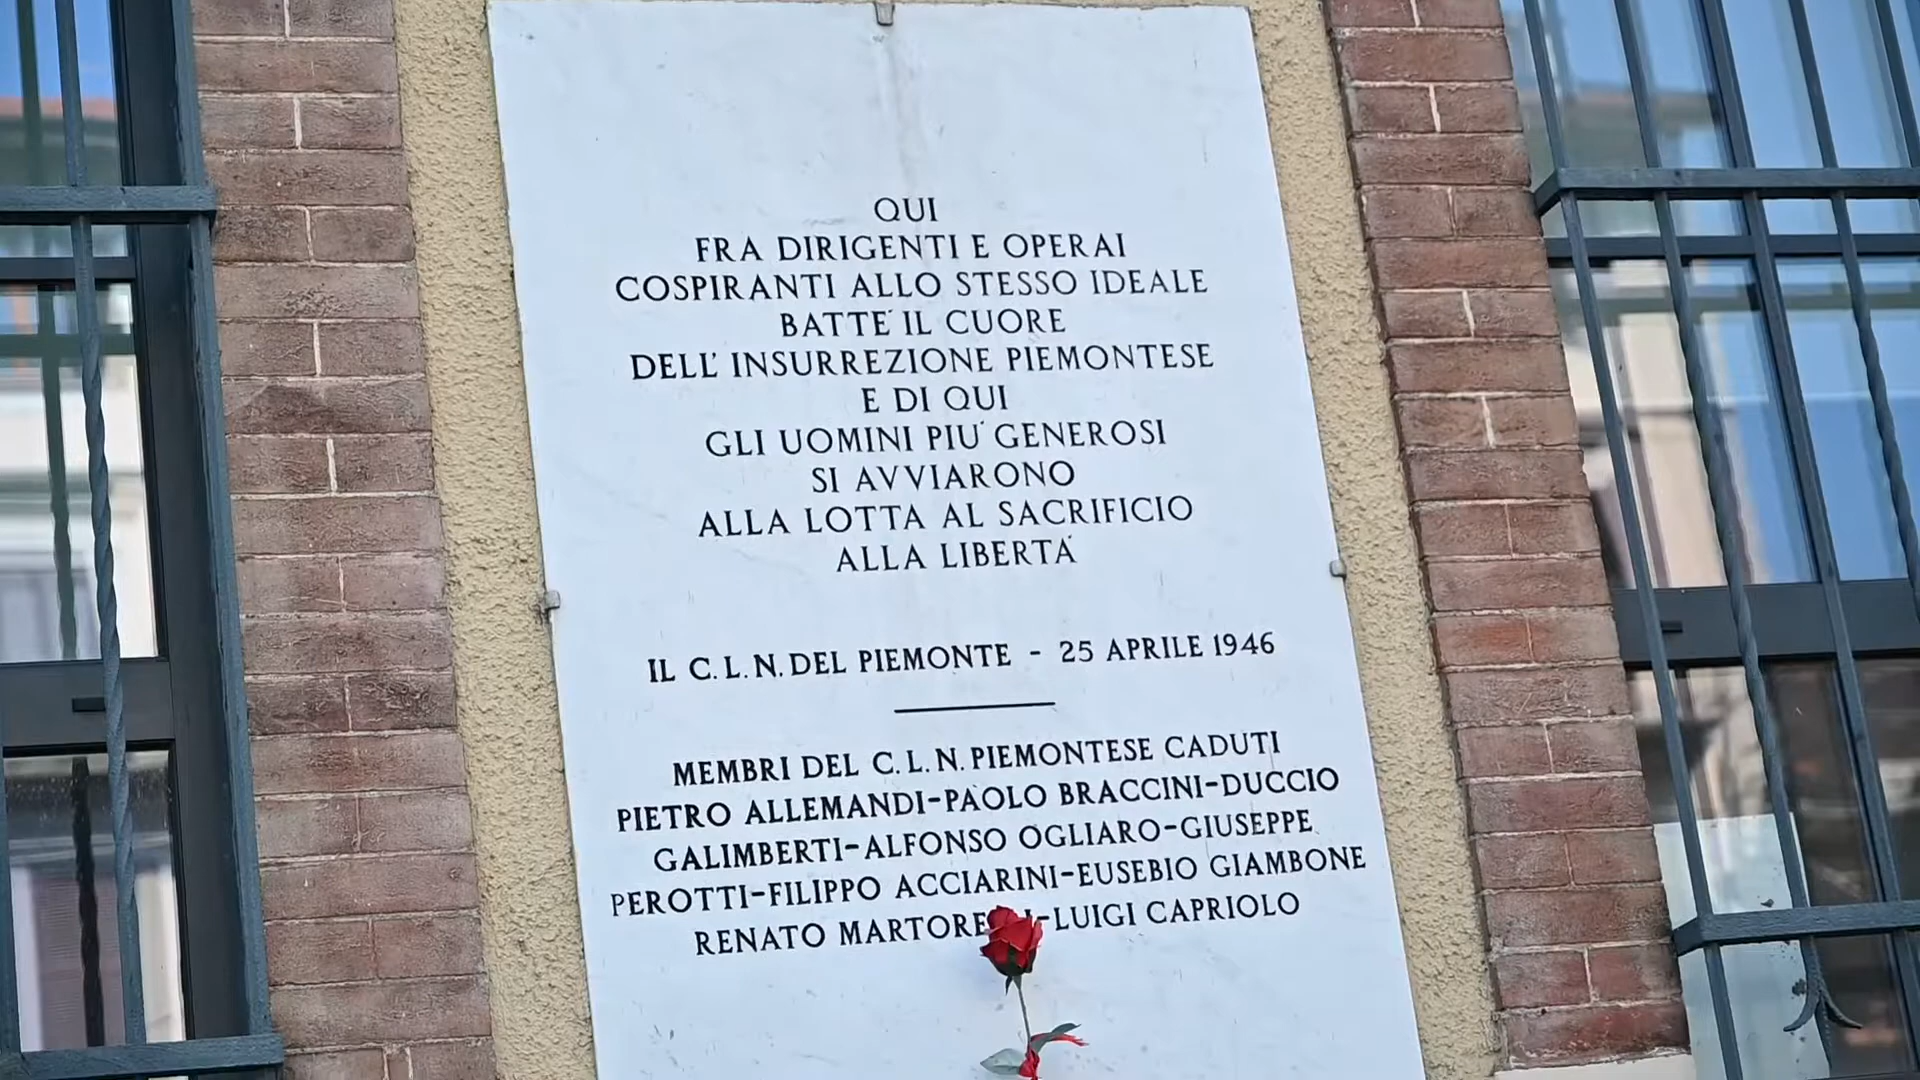 QUI
FRA DIRIGENTI E OPERAI
COSPIRANTI ALLO STESSO IDEALE
BATTE' IL CUORE
DELL' INSURREZIONE PIEMONTESE
E DI QUI
GLI UOMINI PIU' GENEROSI
SI AVVIARONO
ALLA LOTTA AL SACRIFICIO
ALLA LIBERTA'
IL C.L.N. DEL PIEMONTE - 25 APRILE 1946
MEMBRI DEL C.L.N. PIEMONTESE CADUTI
PIETRO ALLEMANDI-PAOLO BRACCINI-DUCCIO
GALIMBERTI-ALFONSO OGLIARO-GIUSEPPE
PEROTTI-FILIPPO ACCIARINI-EUSEBIO GIAMBONE
RENATO -LUIGI CAPRIOLO